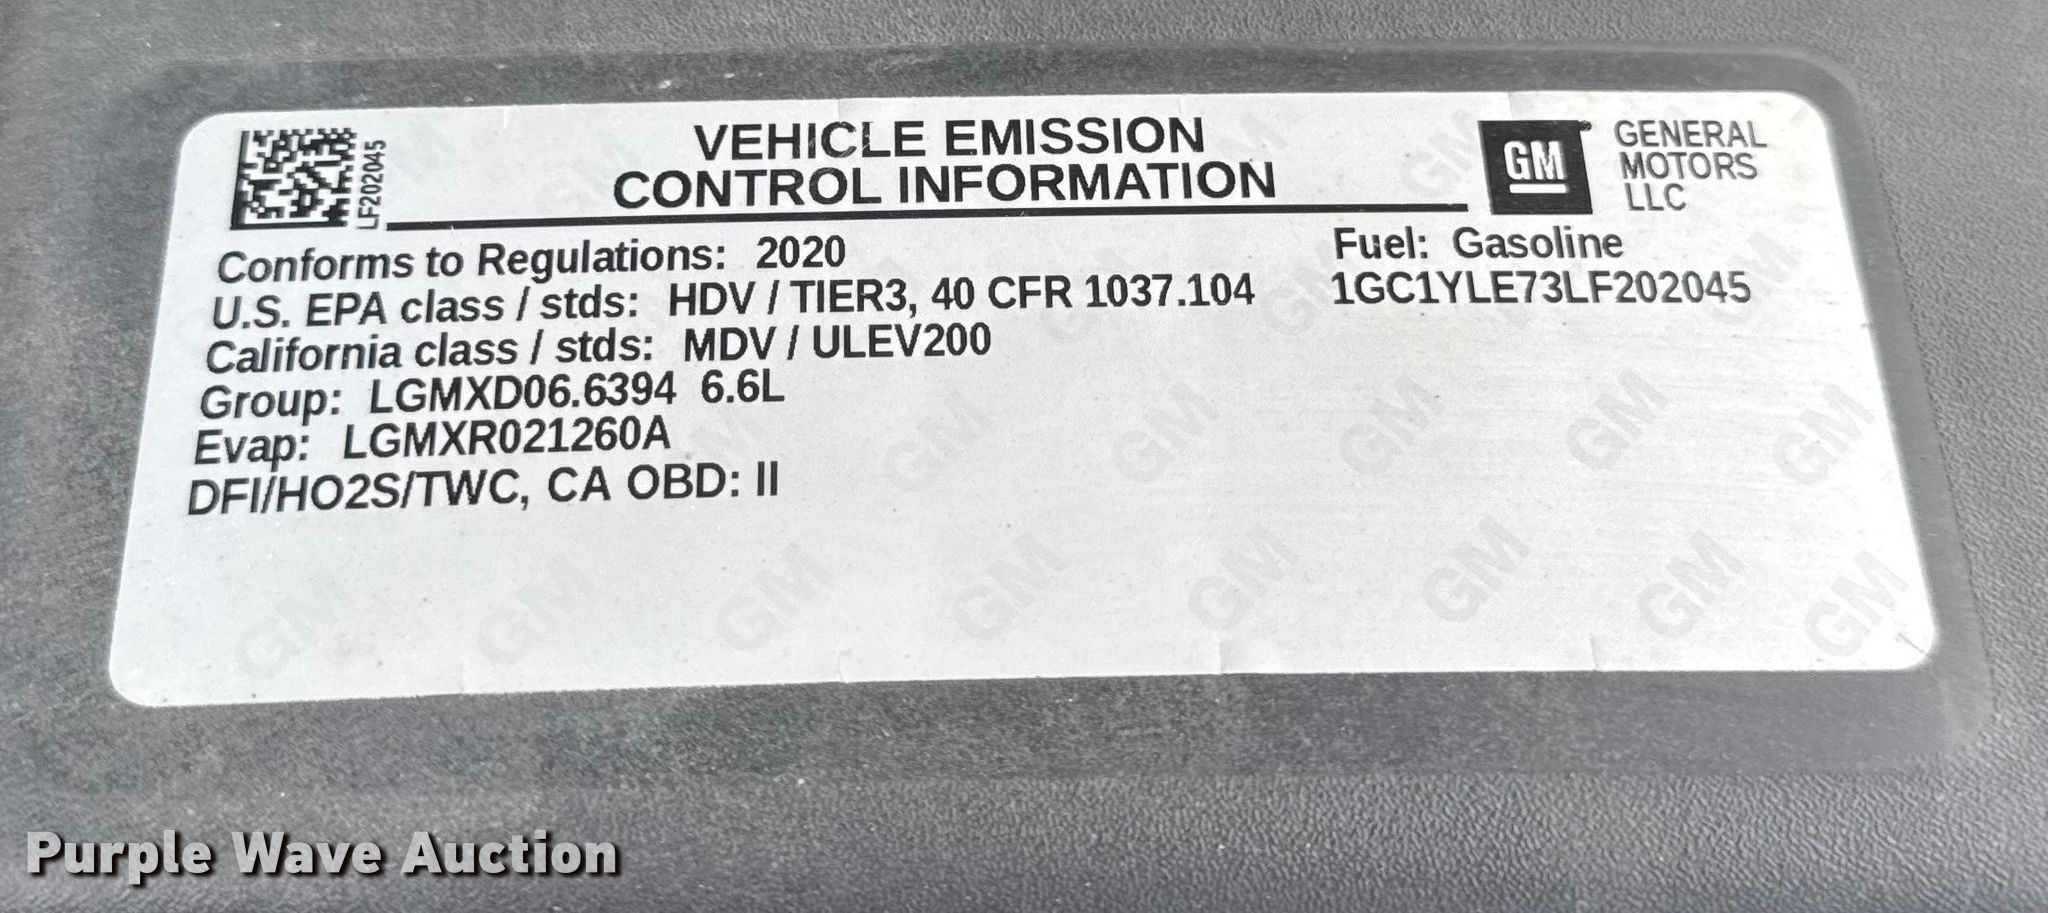 LF202045
VEHICLE EMISSION
CONTROL INFORMATION
GM
GENERAL
MOTORS
LLC
Conforms to Regulations: 2020
U.S. EPA class / stds: HDV / TIER3, 40 CFR 1037.104
California class / stds: MDV / ULEV200
Group: LGMXD06.6394 6.6L
Evap: LGMXR021260A
DFI/HO2S/TWC, CA OBD: II
Fuel: Gasoline
1GC1YLE73LF202045
Purple Wave Auction